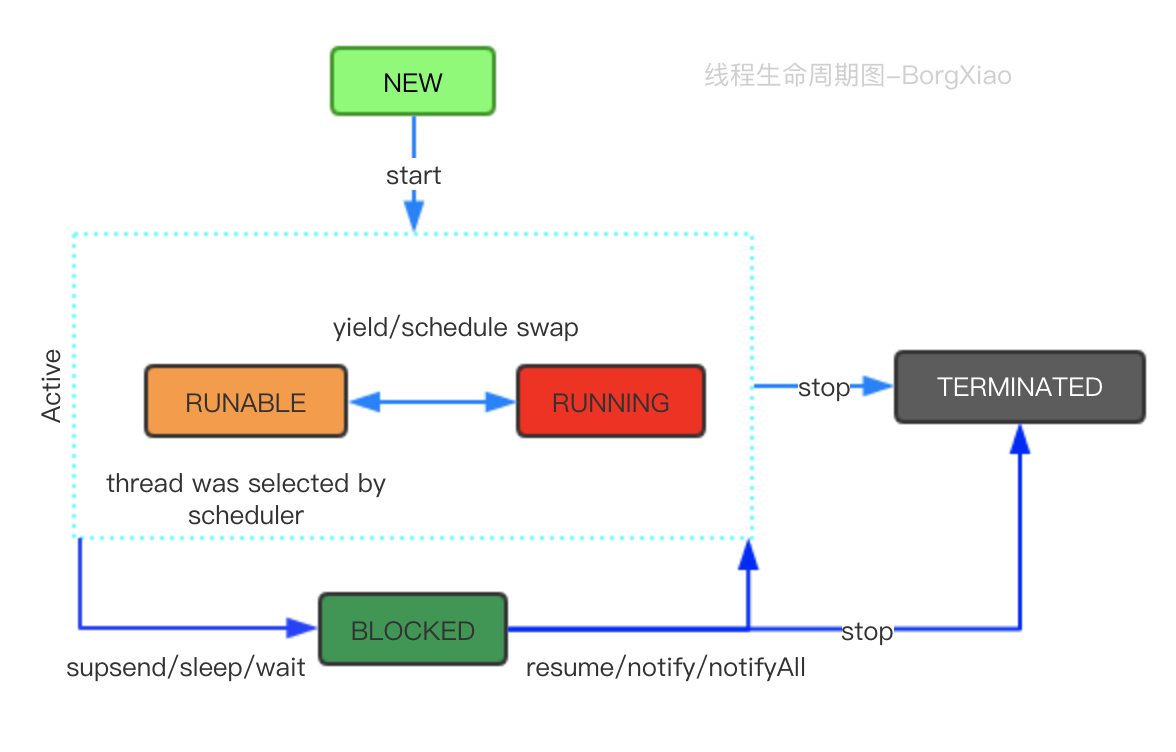 NEW
线程生命周期图-BorgXiao
start
yield/schedule swap
Active
RUNABLE
RUNNING
stop
TERMINATED
thread was selected by
scheduler
BLOCKED
stop
supsend/sleep/wait
resume/notify/notifyAll